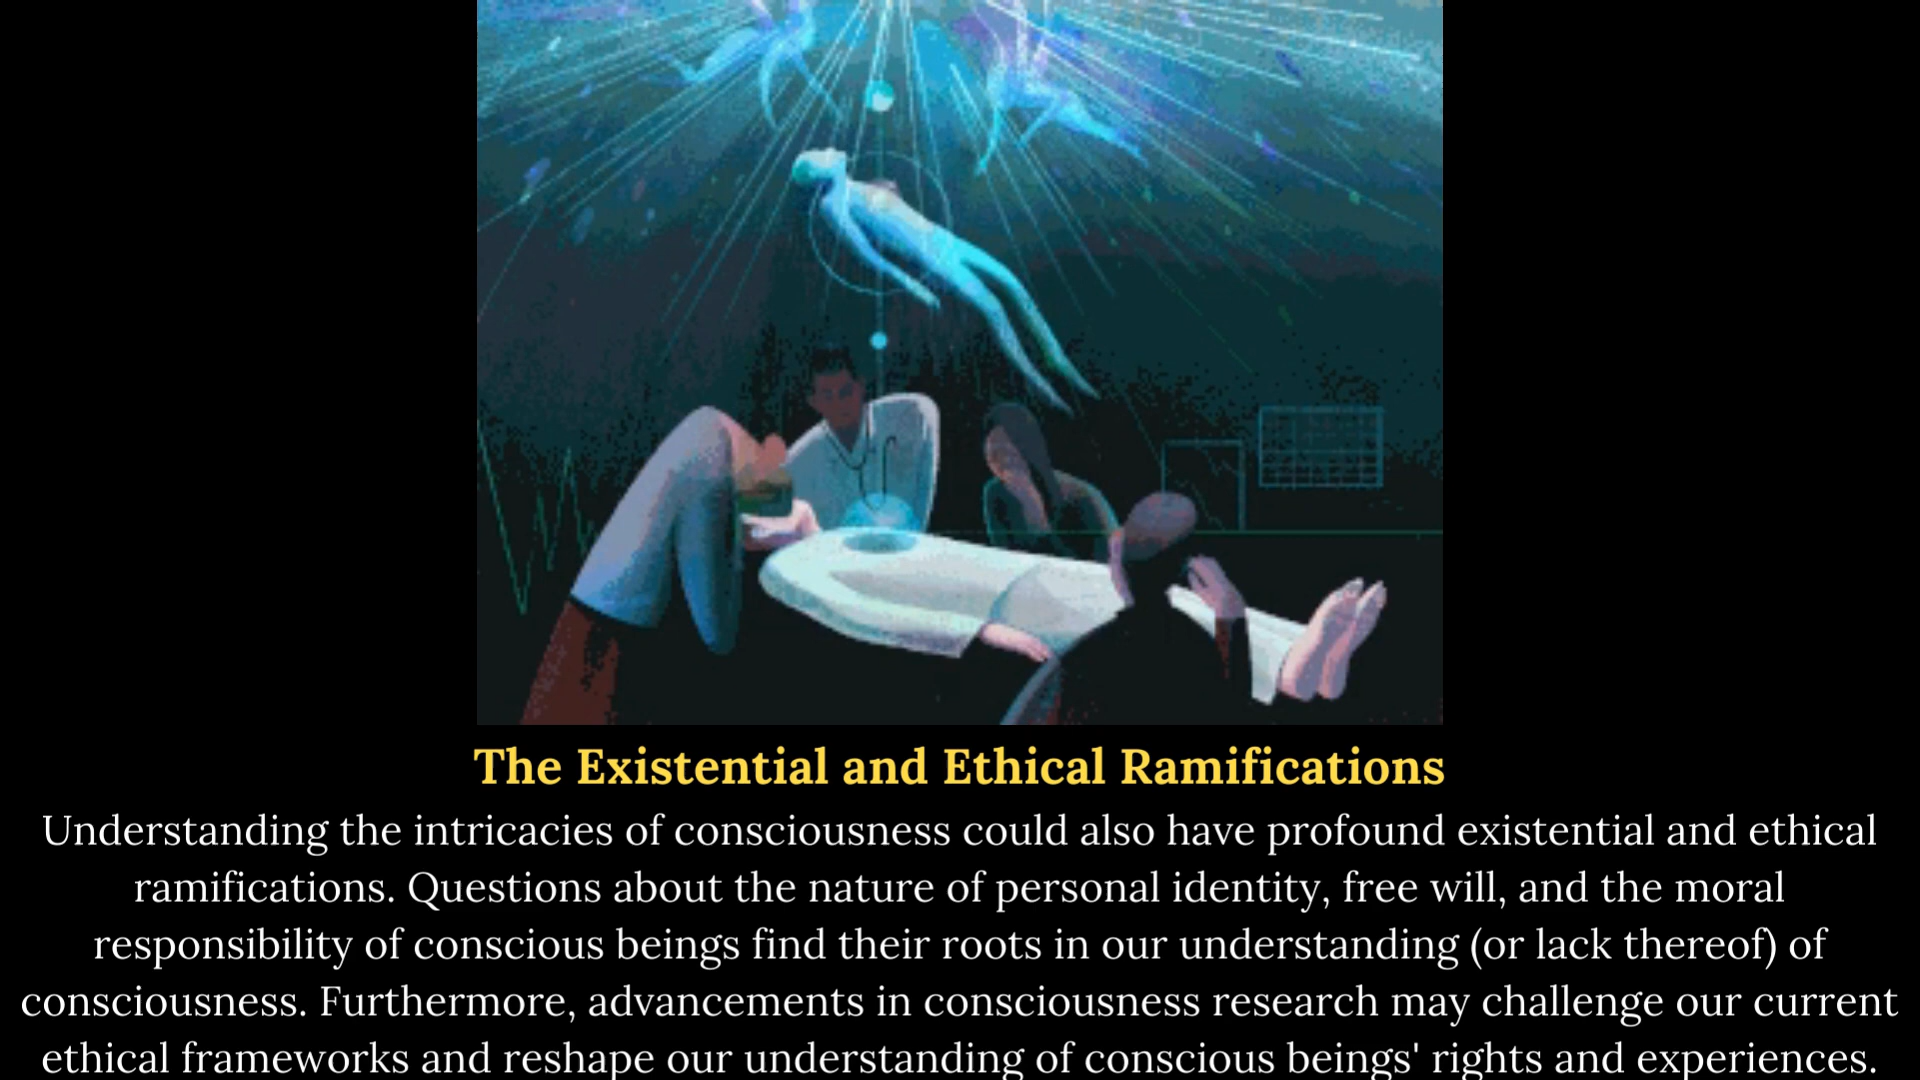 The Existential and Ethical Ramifications
Understanding the intricacies of consciousness could also have profound existential and ethical
ramifications. Questions about the nature of personal identity, free will, and the moral
responsibility of conscious beings find their roots in our understanding (or lack thereof) of
consciousness. Furthermore, advancements in consciousness research may challenge our current
ethical frameworks and reshape our understanding of conscious beings' rights and experiences.